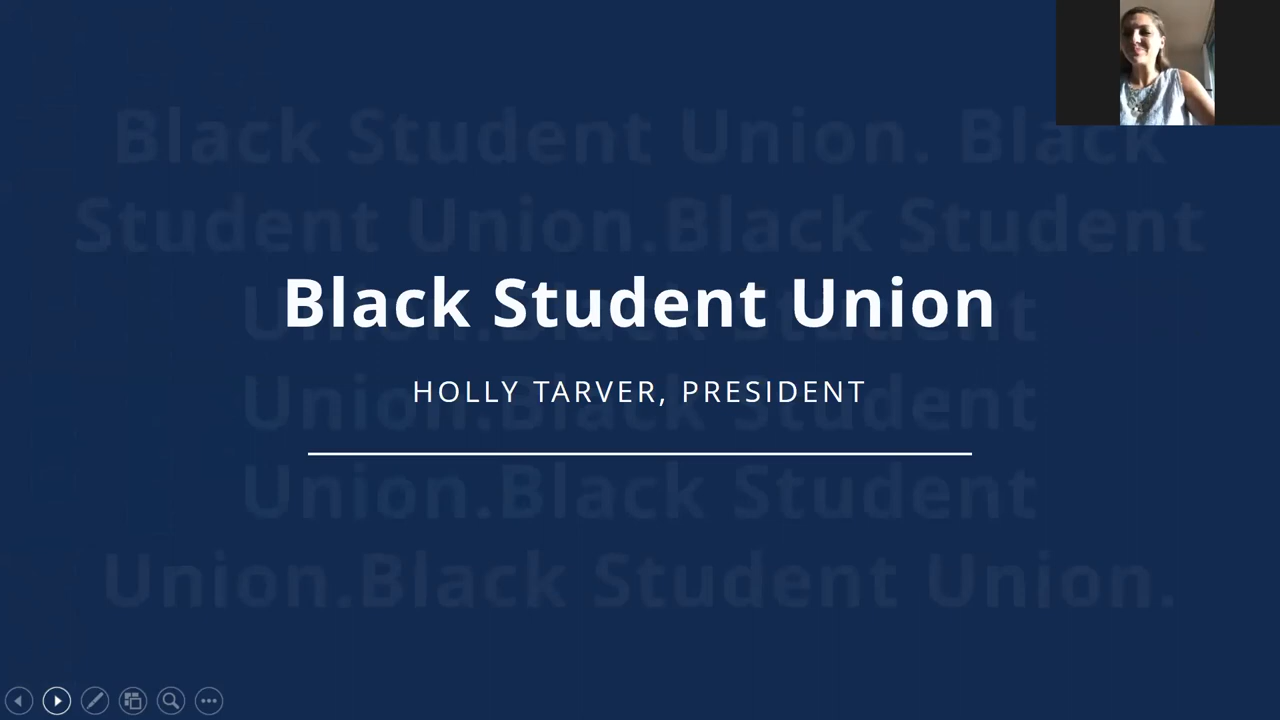 Black Student Union. Black
Student Union.Black Student
Black Student Union
Union.Black Student
HOLLY TARVER, PRESIDENT
Union.Black Student
Union.Black Student
Union.Black Student Union.